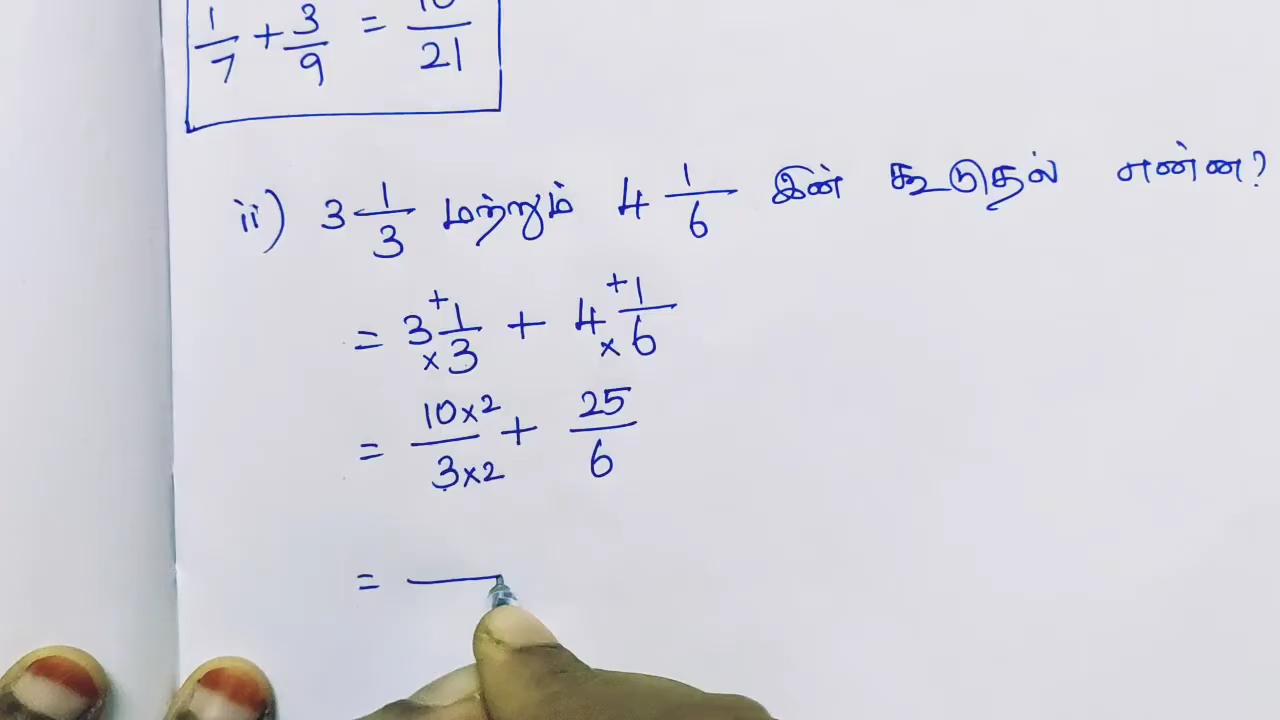 1/7 + 3/9 = 10/21
ii) 3 1/3 மற்றும் 4 1/6 இன் கூடுதல் என்ன?
= 3 + 1/× 3 + 4 + 1/× 6
= 10×2/3×2 + 25/6
=